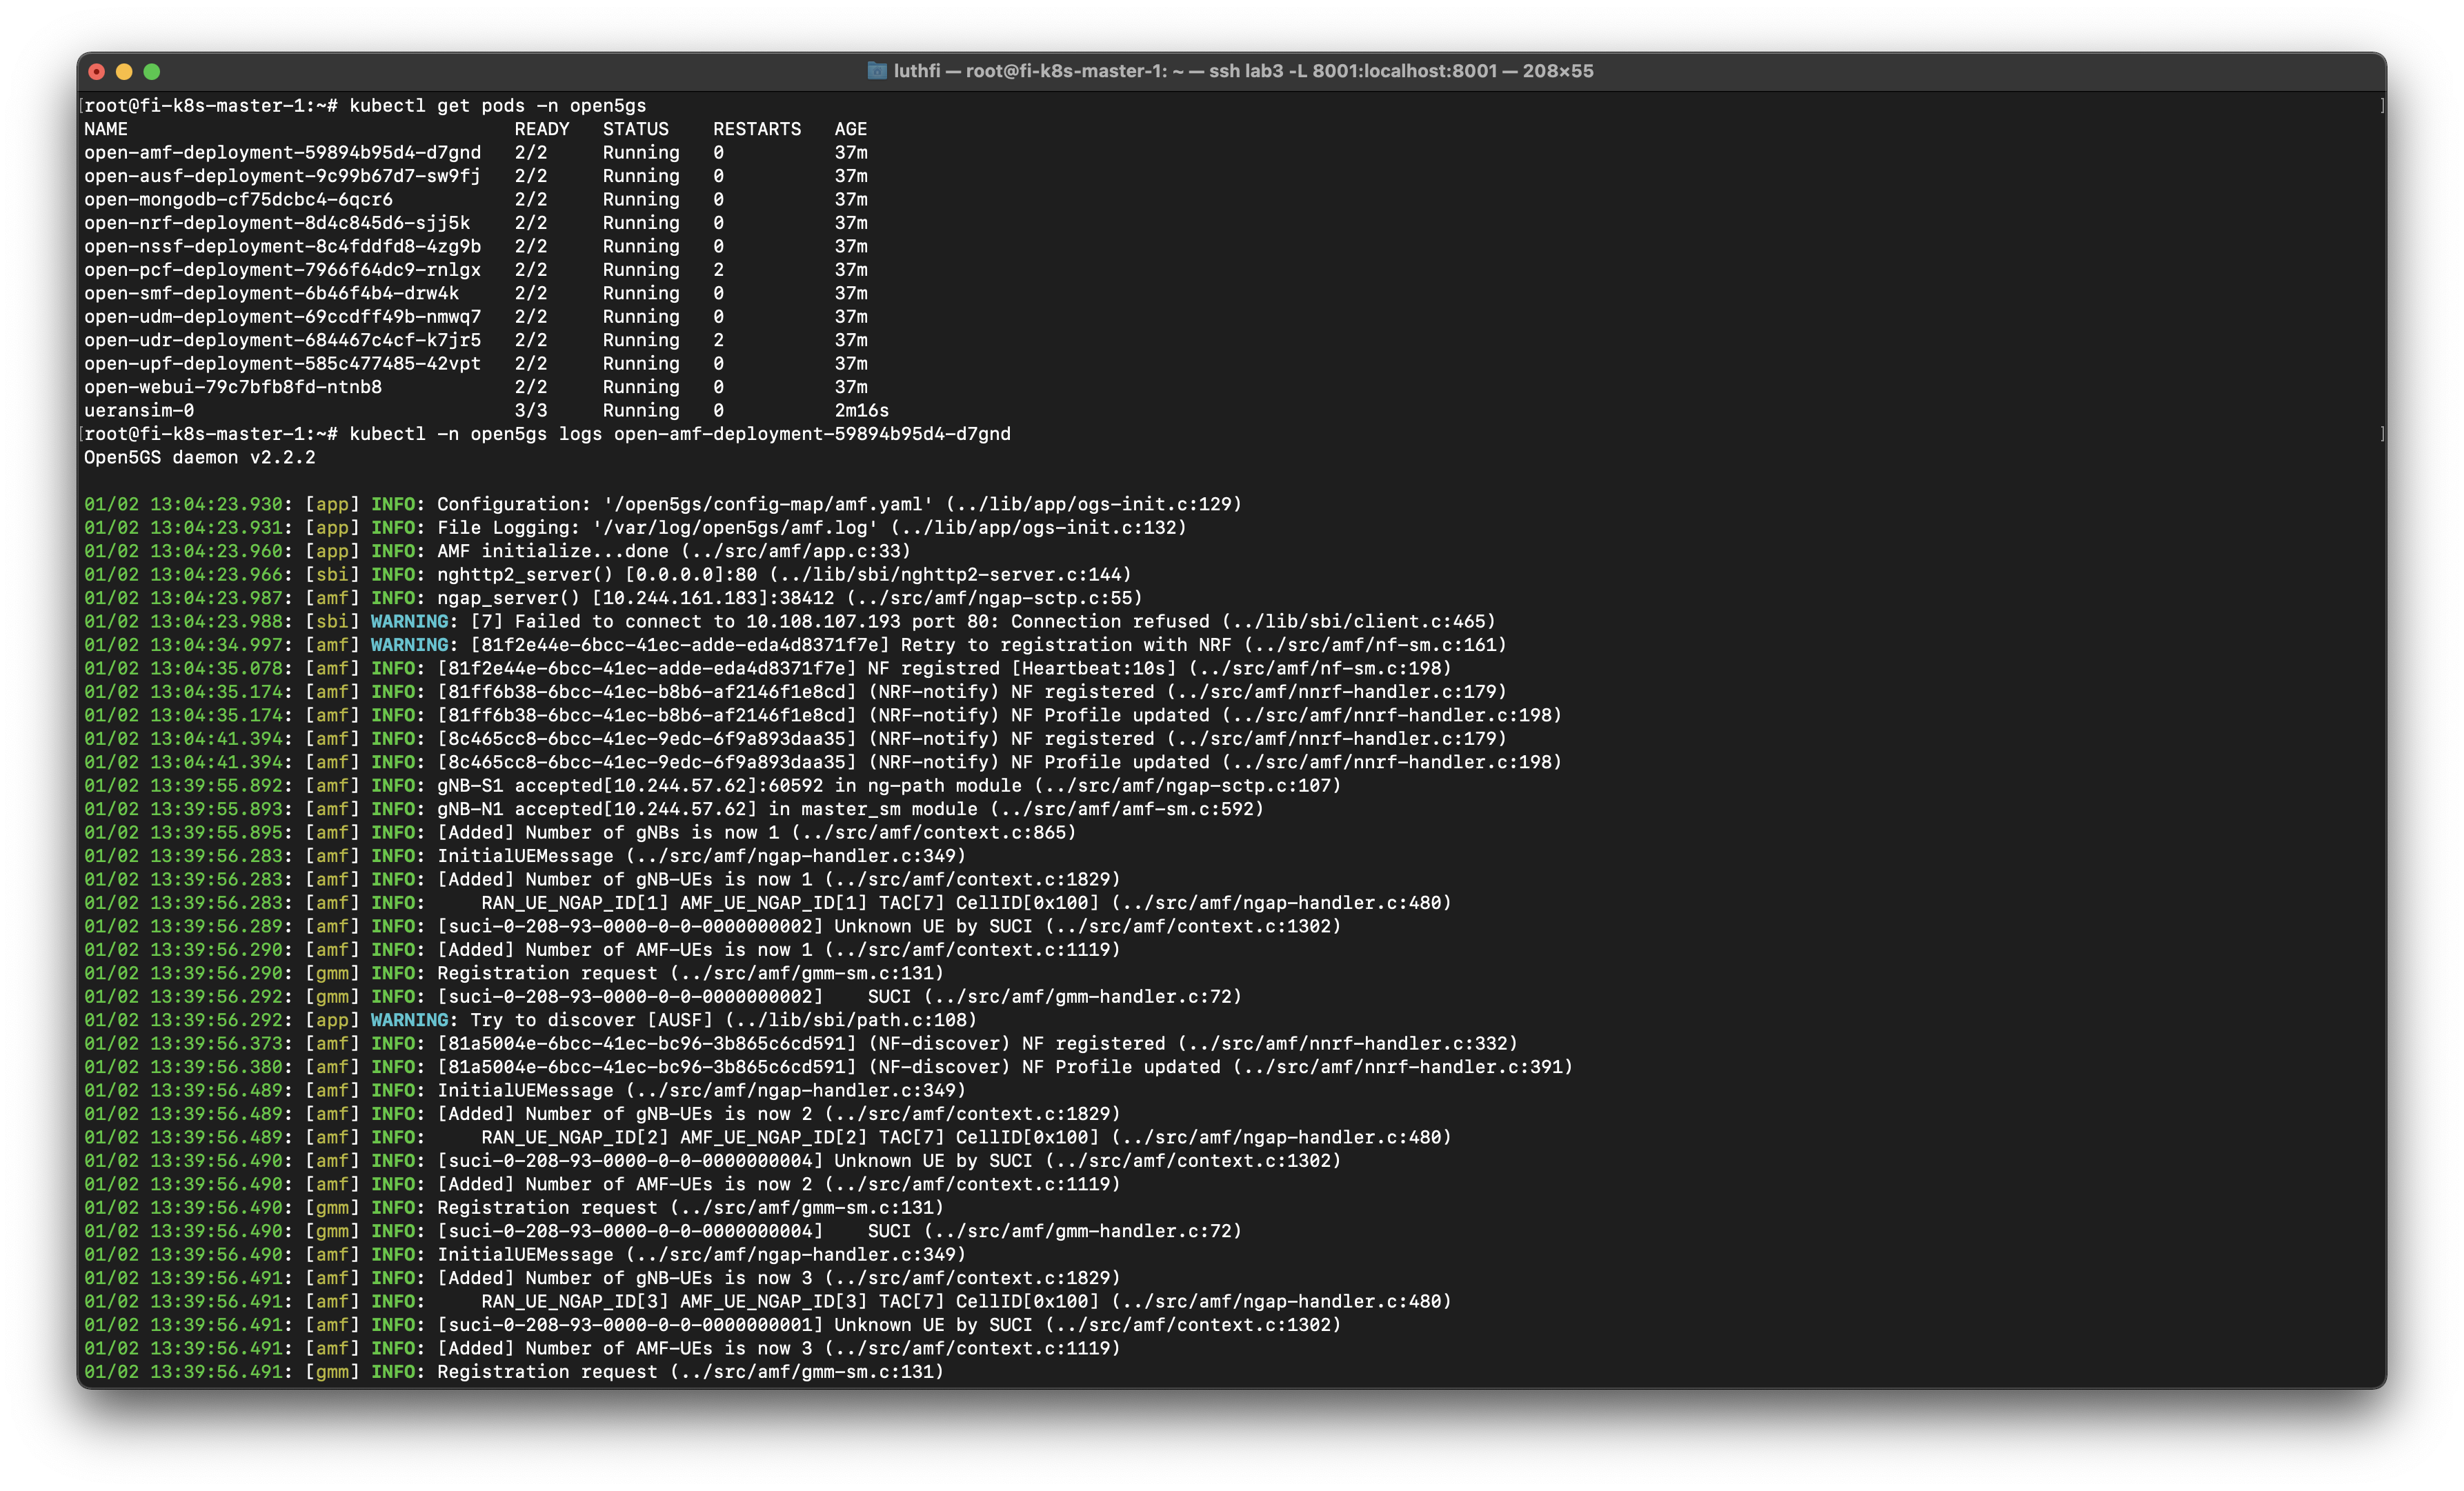 luthfi — root@fi-k8s-master-1: ~ — ssh lab3 -L 8001:localhost:8001 — 208×55
[root@fi-k8s-master-1:~# kubectl get pods -n open5gs ]
NAME READY STATUS RESTARTS AGE
open-amf-deployment-59894b95d4-d7gnd 2/2 Running 0 37m
open-ausf-deployment-9c99b67d7-sw9fj 2/2 Running 0 37m
open-mongodb-cf75dcbc4-6qcr6 2/2 Running 0 37m
open-nrf-deployment-8d4c845d6-sjj5k 2/2 Running 0 37m
open-nssf-deployment-8c4fddfd8-4zg9b 2/2 Running 0 37m
open-pcf-deployment-7966f64dc9-rnlgx 2/2 Running 2 37m
open-smf-deployment-6b46f4b4-drw4k 2/2 Running 0 37m
open-udm-deployment-69ccdff49b-nmwq7 2/2 Running 0 37m
open-udr-deployment-684467c4cf-k7jr5 2/2 Running 2 37m
open-upf-deployment-585c477485-42vpt 2/2 Running 0 37m
open-webui-79c7bfb8fd-ntnb8 2/2 Running 0 37m
ueransim-0 3/3 Running 0 2m16s
[root@fi-k8s-master-1:~# kubectl -n open5gs logs open-amf-deployment-59894b95d4-d7gnd ]
Open5GS daemon v2.2.2
01/02 13:04:23.930: [app] INFO: Configuration: '/open5gs/config-map/amf.yaml' (../lib/app/ogs-init.c:129)
01/02 13:04:23.931: [app] INFO: File Logging: '/var/log/open5gs/amf.log' (../lib/app/ogs-init.c:132)
01/02 13:04:23.960: [app] INFO: AMF initialize...done (../src/amf/app.c:33)
01/02 13:04:23.966: [sbi] INFO: nghttp2_server() [0.0.0.0]:80 (../lib/sbi/nghttp2-server.c:144)
01/02 13:04:23.987: [amf] INFO: ngap_server() [10.244.161.183]:38412 (../src/amf/ngap-sctp.c:55)
01/02 13:04:23.988: [sbi] WARNING: [7] Failed to connect to 10.108.107.193 port 80: Connection refused (../lib/sbi/client.c:465)
01/02 13:04:34.997: [amf] WARNING: [81f2e44e-6bcc-41ec-adde-eda4d8371f7e] Retry to registration with NRF (../src/amf/nf-sm.c:161)
01/02 13:04:35.078: [amf] INFO: [81f2e44e-6bcc-41ec-adde-eda4d8371f7e] NF registred [Heartbeat:10s] (../src/amf/nf-sm.c:198)
01/02 13:04:35.174: [amf] INFO: [81ff6b38-6bcc-41ec-b8b6-af2146f1e8cd] (NRF-notify) NF registered (../src/amf/nnrf-handler.c:179)
01/02 13:04:35.174: [amf] INFO: [81ff6b38-6bcc-41ec-b8b6-af2146f1e8cd] (NRF-notify) NF Profile updated (../src/amf/nnrf-handler.c:198)
01/02 13:04:41.394: [amf] INFO: [8c465cc8-6bcc-41ec-9edc-6f9a893daa35] (NRF-notify) NF registered (../src/amf/nnrf-handler.c:179)
01/02 13:04:41.394: [amf] INFO: [8c465cc8-6bcc-41ec-9edc-6f9a893daa35] (NRF-notify) NF Profile updated (../src/amf/nnrf-handler.c:198)
01/02 13:39:55.892: [amf] INFO: gNB-S1 accepted[10.244.57.62]:60592 in ng-path module (../src/amf/ngap-sctp.c:107)
01/02 13:39:55.893: [amf] INFO: gNB-N1 accepted[10.244.57.62] in master_sm module (../src/amf/amf-sm.c:592)
01/02 13:39:55.895: [amf] INFO: [Added] Number of gNBs is now 1 (../src/amf/context.c:865)
01/02 13:39:56.283: [amf] INFO: InitialUEMessage (../src/amf/ngap-handler.c:349)
01/02 13:39:56.283: [amf] INFO: [Added] Number of gNB-UEs is now 1 (../src/amf/context.c:1829)
01/02 13:39:56.283: [amf] INFO: RAN_UE_NGAP_ID[1] AMF_UE_NGAP_ID[1] TAC[7] CellID[0x100] (../src/amf/ngap-handler.c:480)
01/02 13:39:56.289: [amf] INFO: [suci-0-208-93-0000-0-0-0000000002] Unknown UE by SUCI (../src/amf/context.c:1302)
01/02 13:39:56.290: [amf] INFO: [Added] Number of AMF-UEs is now 1 (../src/amf/context.c:1119)
01/02 13:39:56.290: [gmm] INFO: Registration request (../src/amf/gmm-sm.c:131)
01/02 13:39:56.292: [gmm] INFO: [suci-0-208-93-0000-0-0-0000000002] SUCI (../src/amf/gmm-handler.c:72)
01/02 13:39:56.292: [app] WARNING: Try to discover [AUSF] (../lib/sbi/path.c:108)
01/02 13:39:56.373: [amf] INFO: [81a5004e-6bcc-41ec-bc96-3b865c6cd591] (NF-discover) NF registered (../src/amf/nnrf-handler.c:332)
01/02 13:39:56.380: [amf] INFO: [81a5004e-6bcc-41ec-bc96-3b865c6cd591] (NF-discover) NF Profile updated (../src/amf/nnrf-handler.c:391)
01/02 13:39:56.489: [amf] INFO: InitialUEMessage (../src/amf/ngap-handler.c:349)
01/02 13:39:56.489: [amf] INFO: [Added] Number of gNB-UEs is now 2 (../src/amf/context.c:1829)
01/02 13:39:56.489: [amf] INFO: RAN_UE_NGAP_ID[2] AMF_UE_NGAP_ID[2] TAC[7] CellID[0x100] (../src/amf/ngap-handler.c:480)
01/02 13:39:56.490: [amf] INFO: [suci-0-208-93-0000-0-0-0000000004] Unknown UE by SUCI (../src/amf/context.c:1302)
01/02 13:39:56.490: [amf] INFO: [Added] Number of AMF-UEs is now 2 (../src/amf/context.c:1119)
01/02 13:39:56.490: [gmm] INFO: Registration request (../src/amf/gmm-sm.c:131)
01/02 13:39:56.490: [gmm] INFO: [suci-0-208-93-0000-0-0-0000000004] SUCI (../src/amf/gmm-handler.c:72)
01/02 13:39:56.490: [amf] INFO: InitialUEMessage (../src/amf/ngap-handler.c:349)
01/02 13:39:56.491: [amf] INFO: [Added] Number of gNB-UEs is now 3 (../src/amf/context.c:1829)
01/02 13:39:56.491: [amf] INFO: RAN_UE_NGAP_ID[3] AMF_UE_NGAP_ID[3] TAC[7] CellID[0x100] (../src/amf/ngap-handler.c:480)
01/02 13:39:56.491: [amf] INFO: [suci-0-208-93-0000-0-0-0000000001] Unknown UE by SUCI (../src/amf/context.c:1302)
01/02 13:39:56.491: [amf] INFO: [Added] Number of AMF-UEs is now 3 (../src/amf/context.c:1119)
01/02 13:39:56.491: [gmm] INFO: Registration request (../src/amf/gmm-sm.c:131)